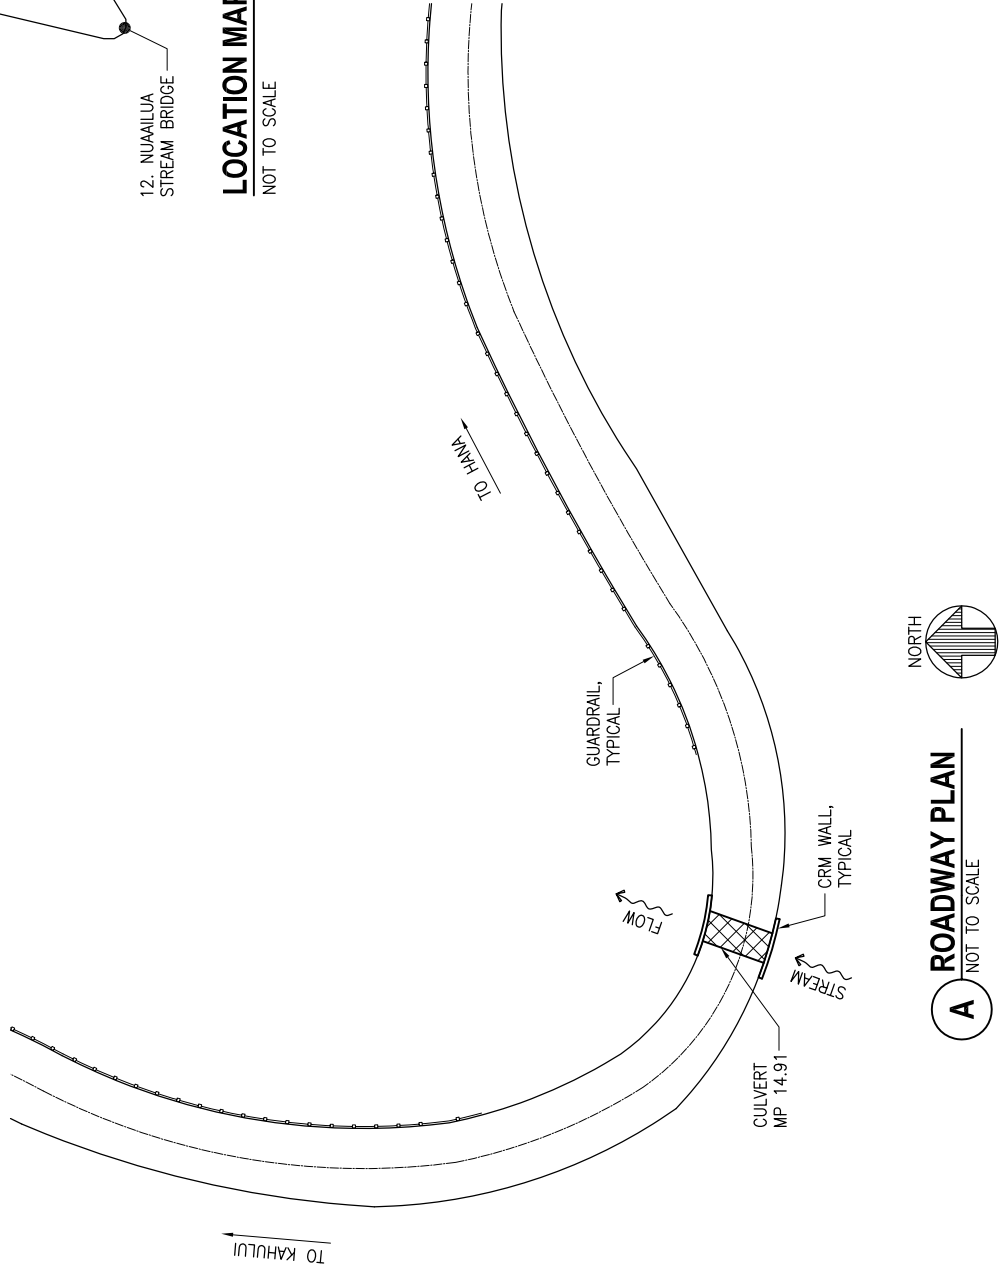 12. NUAAILUA
STREAM BRIDGE
LOCATION MAP
NOT TO SCALE
TO HANA
GUARDRAIL,
TYPICAL
FLOW
CRM WALL,
TYPICAL
STREAM
CULVERT
MP 14.91
TO KAHULUI
NORTH
A
ROADWAY PLAN
NOT TO SCALE